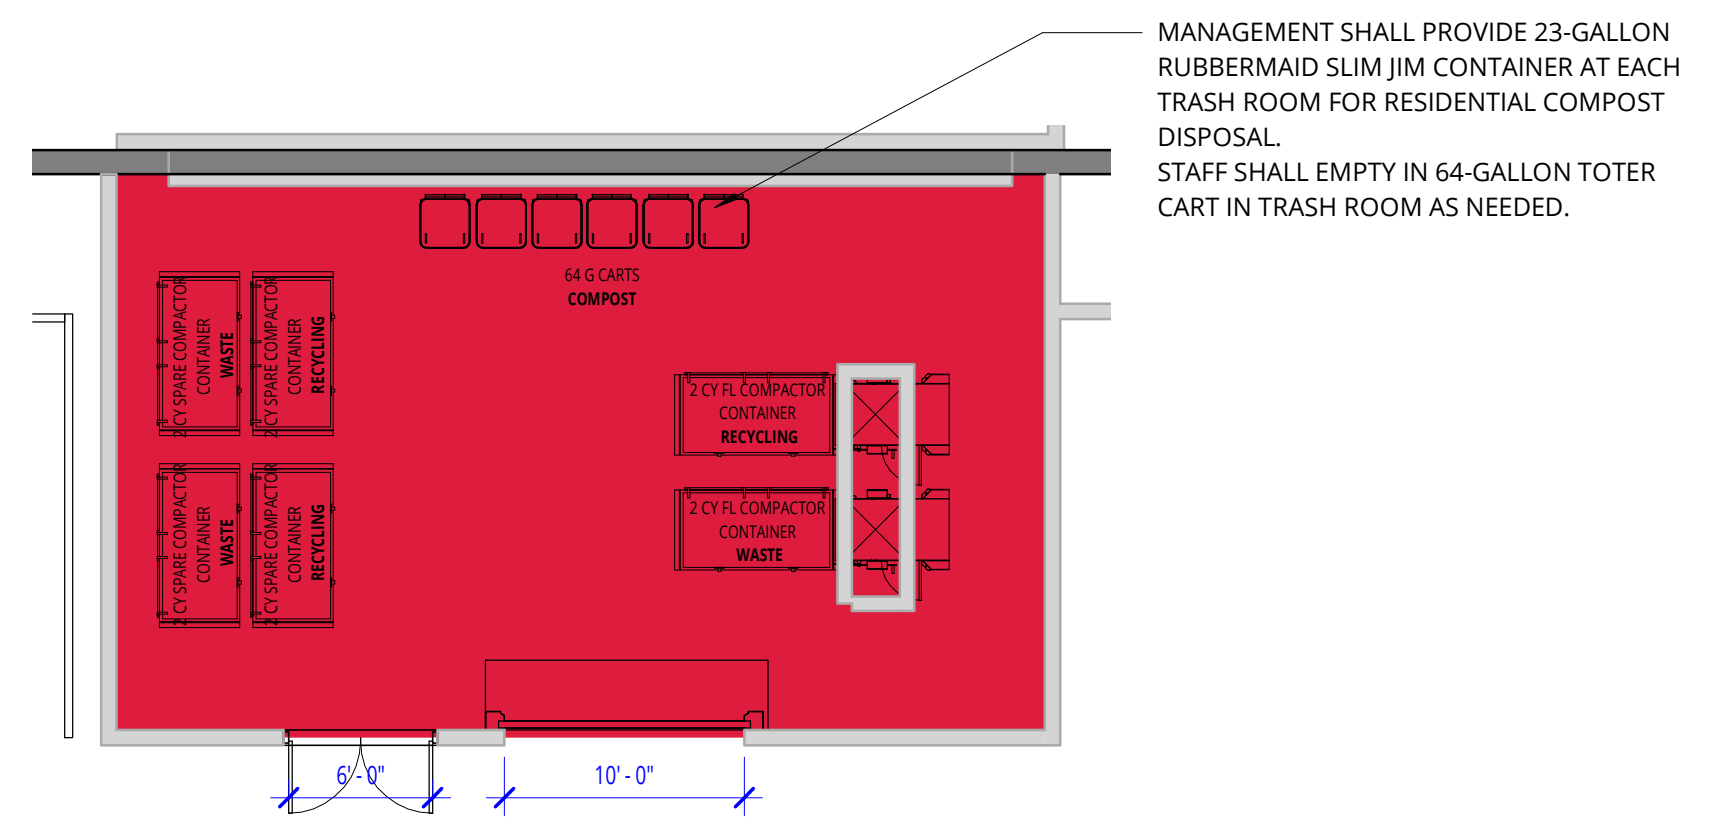 MANAGEMENT SHALL PROVIDE 23-GALLON
RUBBERMAID SLIM JIM CONTAINER AT EACH
TRASH ROOM FOR RESIDENTIAL COMPOST
DISPOSAL.
STAFF SHALL EMPTY IN 64-GALLON TOTER
CART IN TRASH ROOM AS NEEDED.
64 G CARTS
COMPOST
2 CY SPARE COMPACTOR
CONTAINER
WASTE
2 CY SPARE COMPACTOR
CONTAINER
RECYCLING
2 CY FL COMPACTOR
CONTAINER
RECYCLING
2 CY SPARE COMPACTOR
CONTAINER
WASTE
2 CY SPARE COMPACTOR
CONTAINER
RECYCLING
2 CY FL COMPACTOR
CONTAINER
WASTE
6' - 0"
10' - 0"